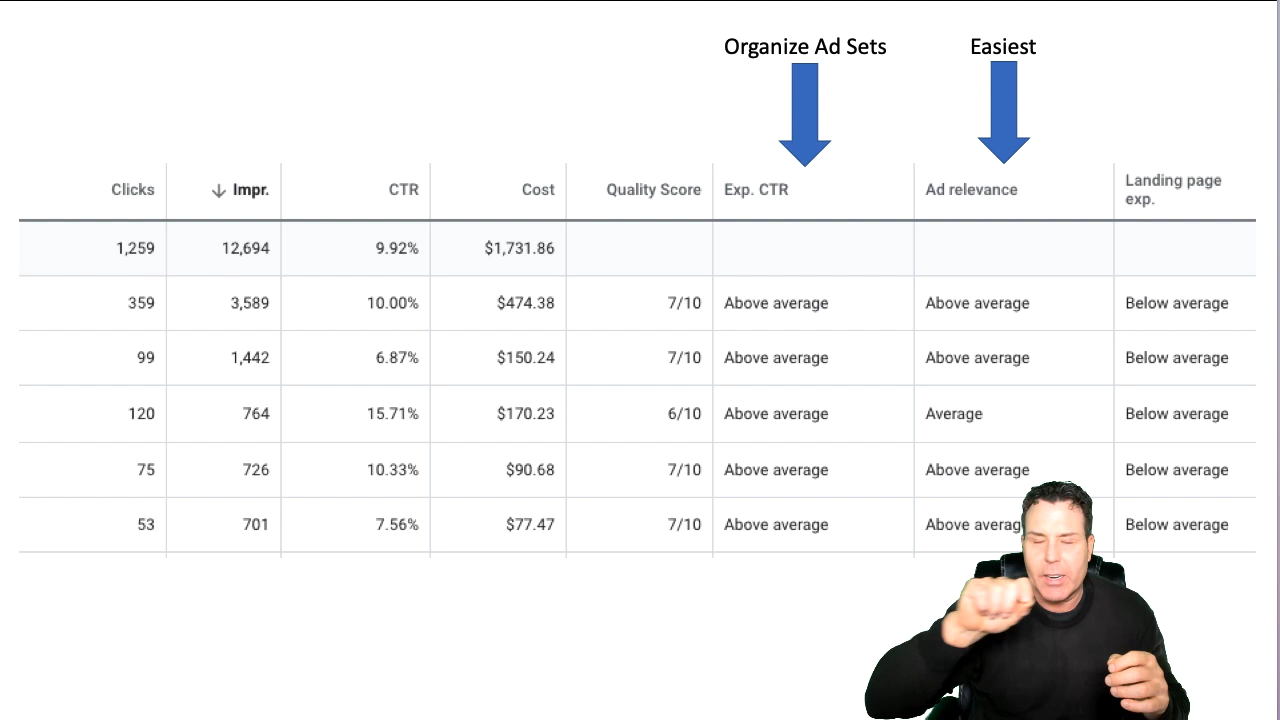 Organize Ad Sets Easiest
Clicks ↓ Impr. CTR Cost Quality Score Exp. CTR Ad relevance Landing page exp.
1,259 12,694 9.92% $1,731.86
359 3,589 10.00% $474.38 7/10 Above average Above average Below average
99 1,442 6.87% $150.24 7/10 Above average Above average Below average
120 764 15.71% $170.23 6/10 Above average Average Below average
75 726 10.33% $90.68 7/10 Above average Above average Below average
53 701 7.56% $77.47 7/10 Above average Above averag Below average